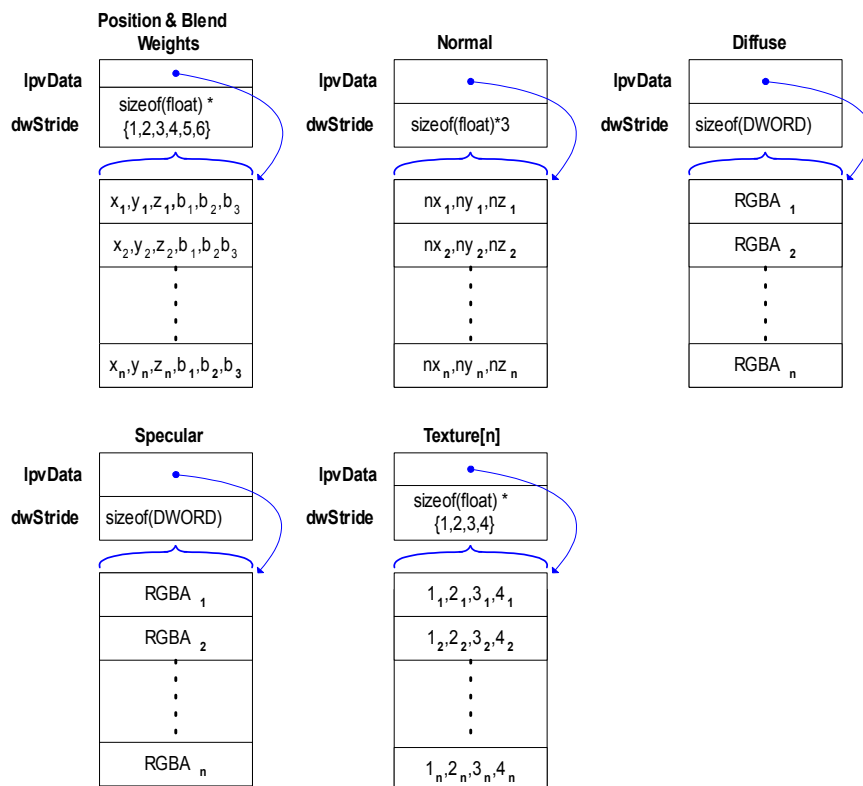 Position & Blend
Weights
lpvData
dwStride
sizeof(float) *
{1,2,3,4,5,6}
x₁,y₁,z₁,b₁,b₂,b₃
x₂,y₂,z₂,b₁,b₂b₃
xₙ,yₙ,zₙ,b₁,b₂,b₃
Normal
lpvData
dwStride
sizeof(float)*3
nx₁,ny₁,nz₁
nx₂,ny₂,nz₂
nxₙ,nyₙ,nzₙ
Diffuse
lpvData
dwStride
sizeof(DWORD)
RGBA ₁
RGBA ₂
RGBA ₙ
Specular
lpvData
dwStride
sizeof(DWORD)
RGBA ₁
RGBA ₂
RGBA ₙ
Texture[n]
lpvData
dwStride
sizeof(float) *
{1,2,3,4}
1₁,2₁,3₁,4₁
1₂,2₂,3₂,4₂
1ₙ,2ₙ,3ₙ,4ₙ